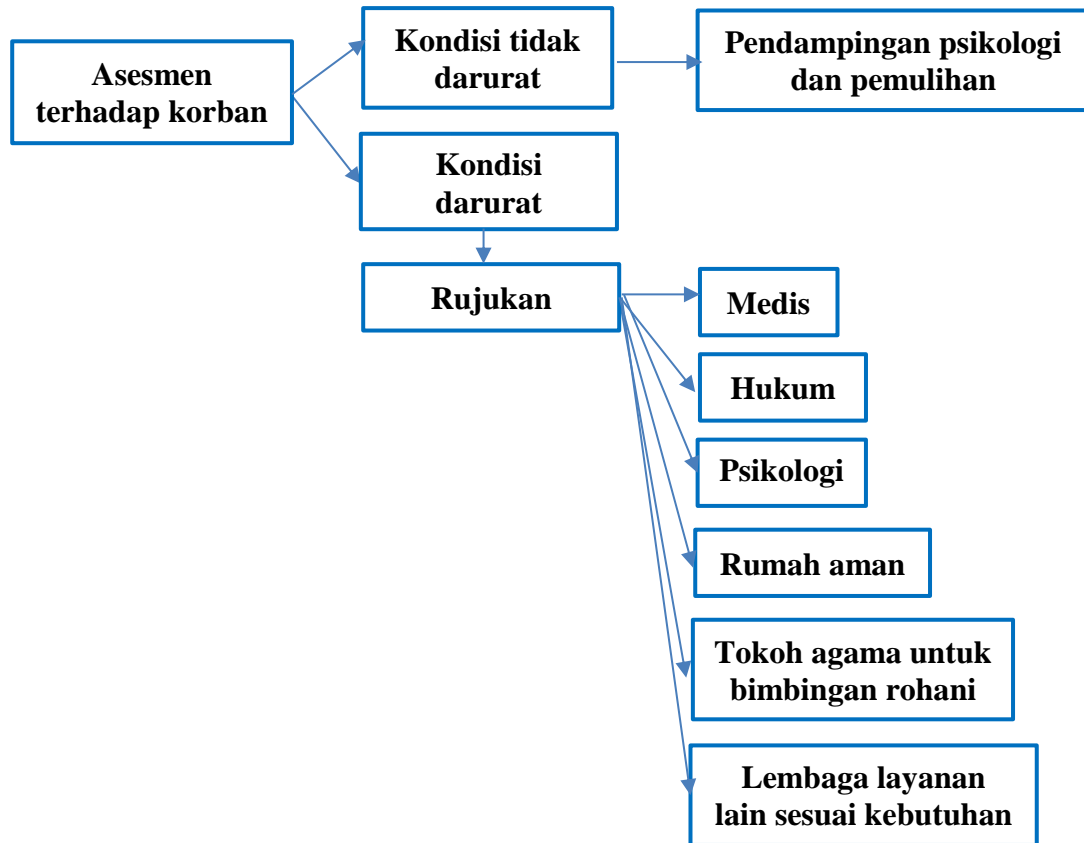 Asesmen
terhadap korban
Kondisi tidak
darurat
Pendampingan psikologi
dan pemulihan
Kondisi
darurat
Rujukan
Medis
Hukum
Psikologi
Rumah aman
Tokoh agama untuk
bimbingan rohani
Lembaga layanan
lain sesuai kebutuhan